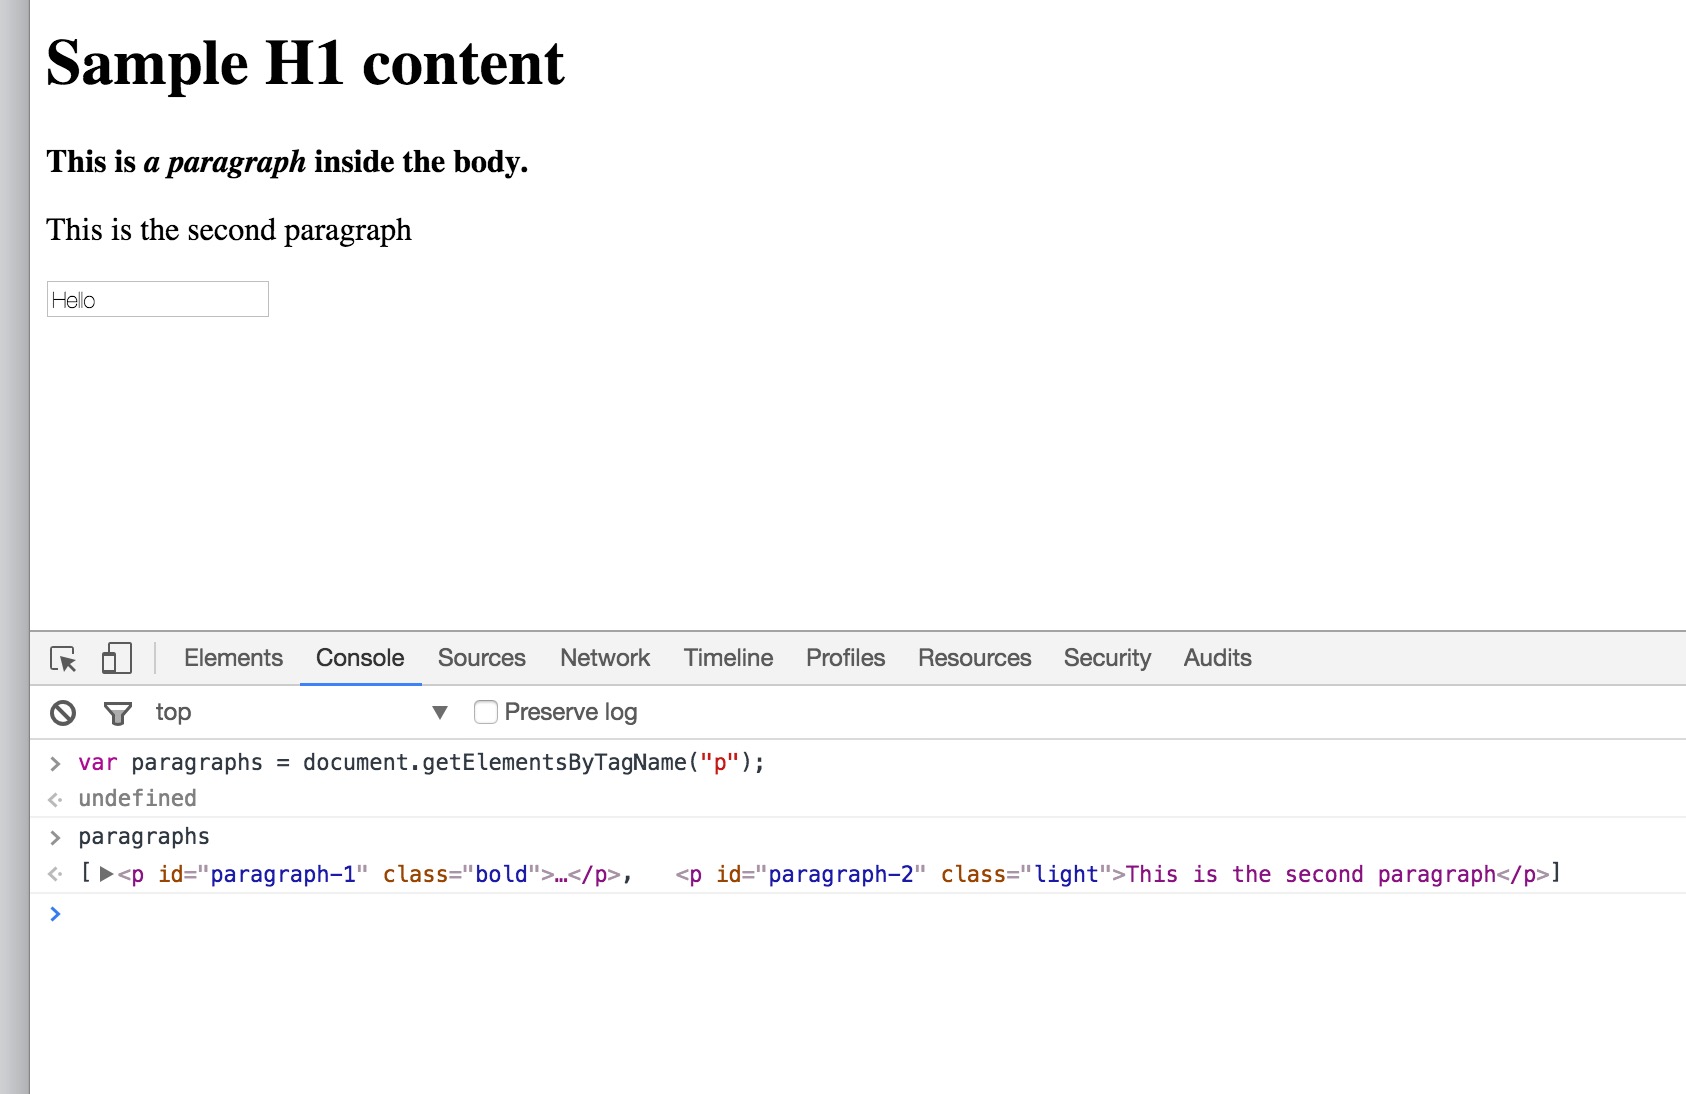 Sample H1 content
This is a paragraph inside the body.
This is the second paragraph
Hello
Elements Console Sources Network Timeline Profiles Resources Security Audits
top ▼ Preserve log
> var paragraphs = document.getElementsByTagName("p");
undefined
> paragraphs
[▶<p id="paragraph-1" class="bold">…</p>, <p id="paragraph-2" class="light">This is the second paragraph</p>]
>